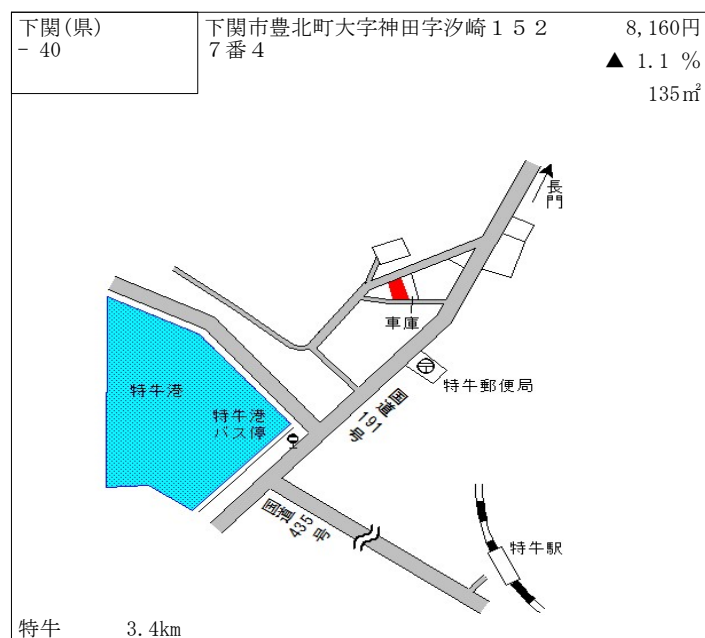 下関(県)
- 40
下関市豊北町大字神田字汐崎１５２
７番４
8,160円
▲ 1.1 %
135㎡
長門
車庫
特牛港
特牛港
バス停
国道191号
特牛郵便局
国道435号
特牛駅
特牛 3.4km